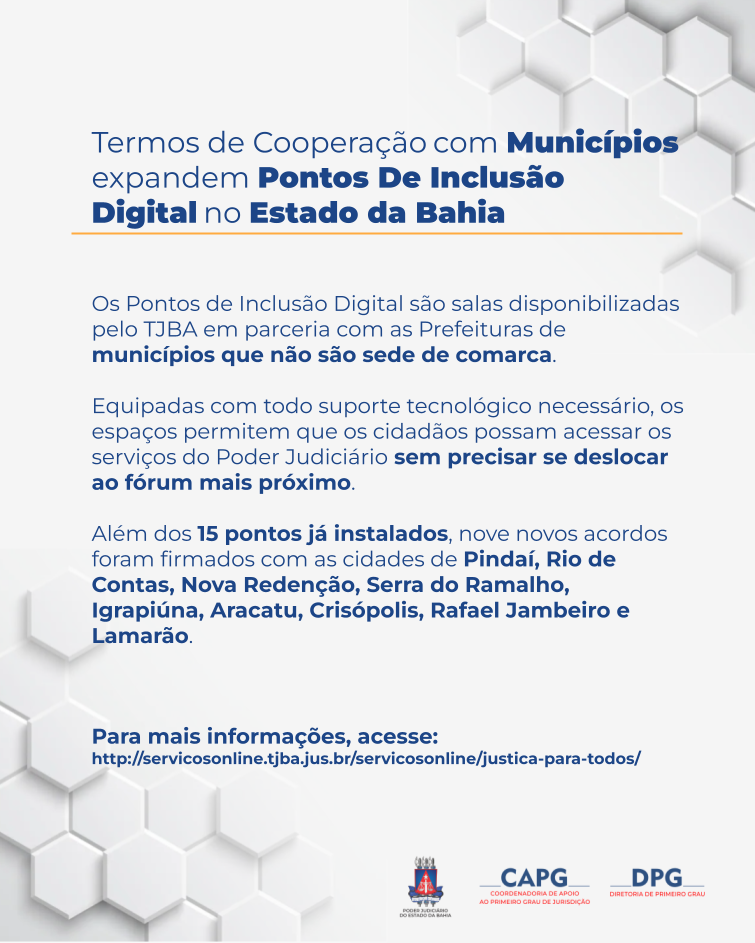 Termos de Cooperação com Municípios
expandem Pontos De Inclusão
Digital no Estado da Bahia
Os Pontos de Inclusão Digital são salas disponibilizadas
pelo TJBA em parceria com as Prefeituras de
municípios que não são sede de comarca.
Equipadas com todo suporte tecnológico necessário, os
espaços permitem que os cidadãos possam acessar os
serviços do Poder Judiciário sem precisar se deslocar
ao fórum mais próximo.
Além dos 15 pontos já instalados, nove novos acordos
foram firmados com as cidades de Pindaí, Rio de
Contas, Nova Redenção, Serra do Ramalho,
Igrapiúna, Aracatu, Crisópolis, Rafael Jambeiro e
Lamarão.
Para mais informações, acesse:
http://servicosonline.tjba.jus.br/servicosonline/justica-para-todos/
PODER JUDICIÁRIO
DO ESTADO DA BAHIA
CAPG
COORDENADORIA DE APOIO
AO PRIMEIRO GRAU DE JURISDIÇÃO
DPG
DIRETORIA DE PRIMEIRO GRAU